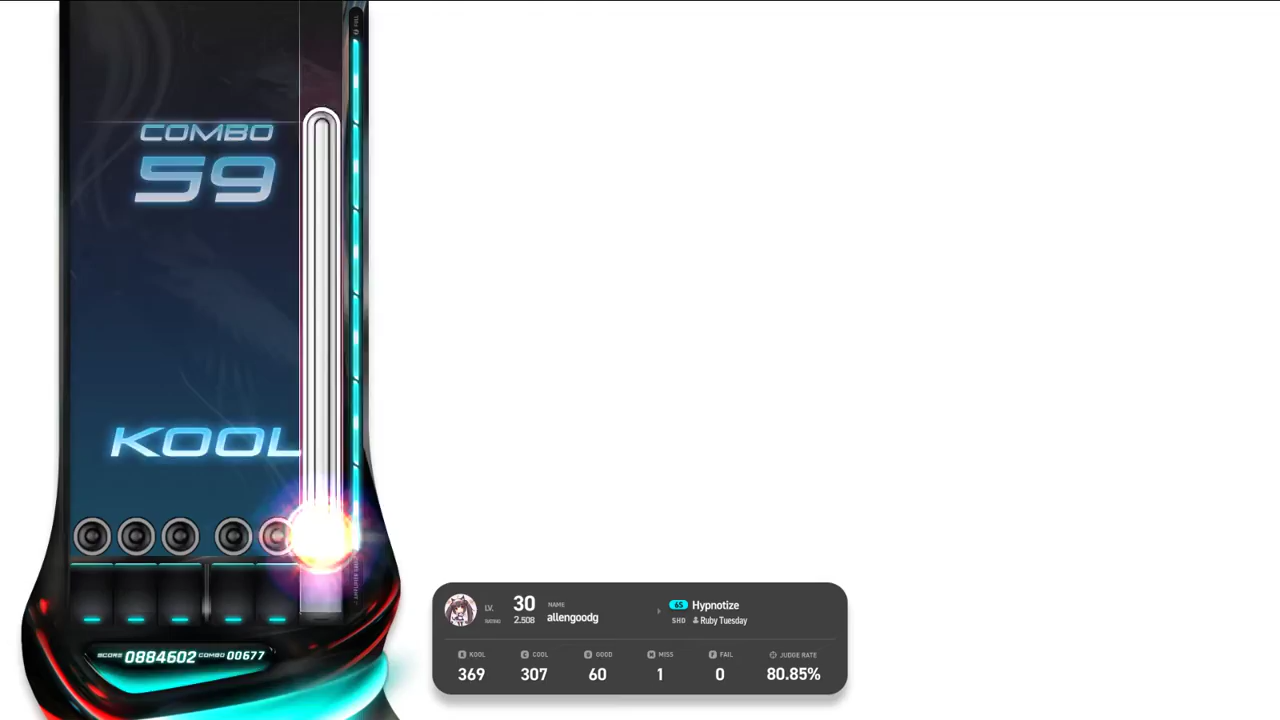 COMBO
59
KOOL
SCORE 0884602 COMBO 00677
LV. 30 NAME
RATING 2.508 allengoodg
6S Hypnotize
SHD Ruby Tuesday
K KOOL C COOL G GOOD M MISS F FAIL JUDGE RATE
369 307 60 1 0 80.85%